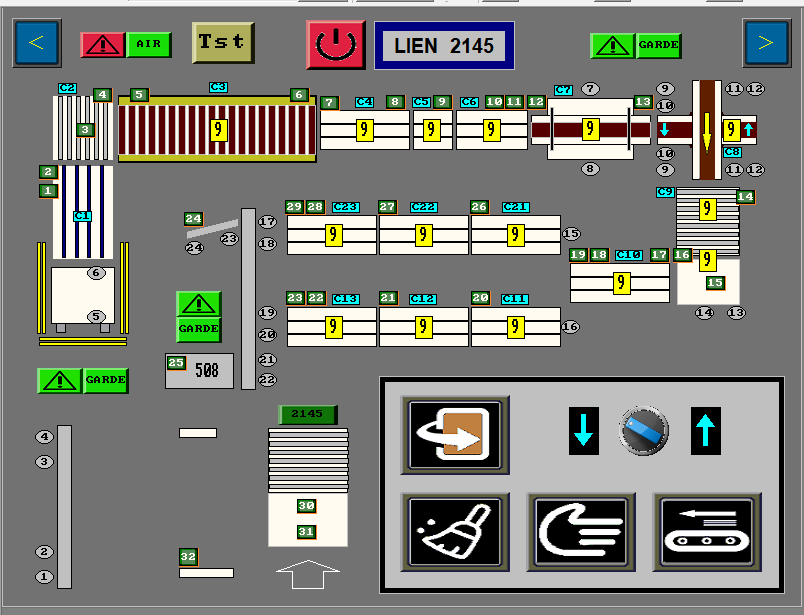 < AIR Tst LIEN 2145 GARDE >
C2 4 5 C3 6 7 C4 8 C5 9 C6 10 11 12 C7 7 13 9 10 11 12
3 9 9 9 9 9 9 C8
2 8 10 9 11 12
1 C1 C9 14
24 29 28 C23 27 C22 26 C21 17 9
24 23 9 9 9 15 18
6 19 18 C10 17 16 9
5 GARDE 23 22 C13 21 C12 20 C11 19 9 15
9 9 9 16 20 14 13
25 508 21
GARDE 22
4 2145
3
30
2 32 31
1